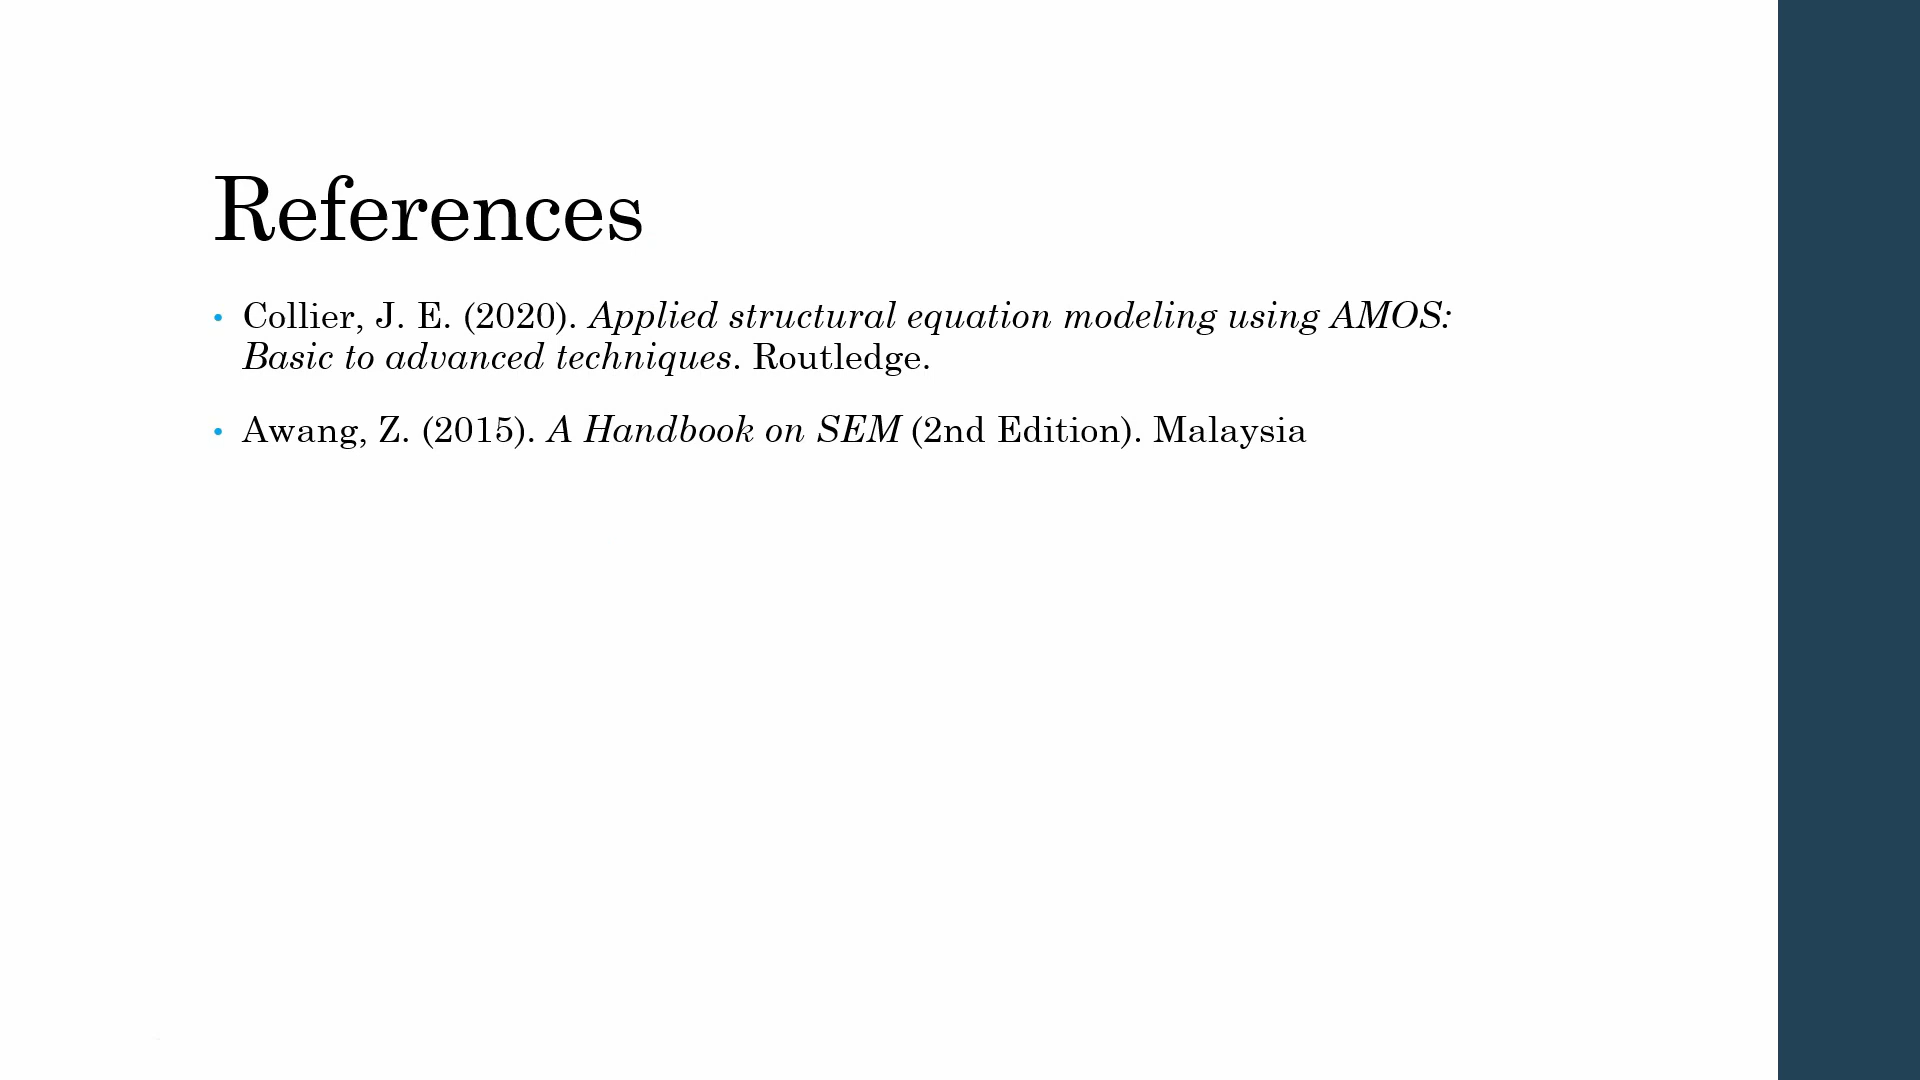 References
• Collier, J. E. (2020). Applied structural equation modeling using AMOS:
Basic to advanced techniques. Routledge.
• Awang, Z. (2015). A Handbook on SEM (2nd Edition). Malaysia